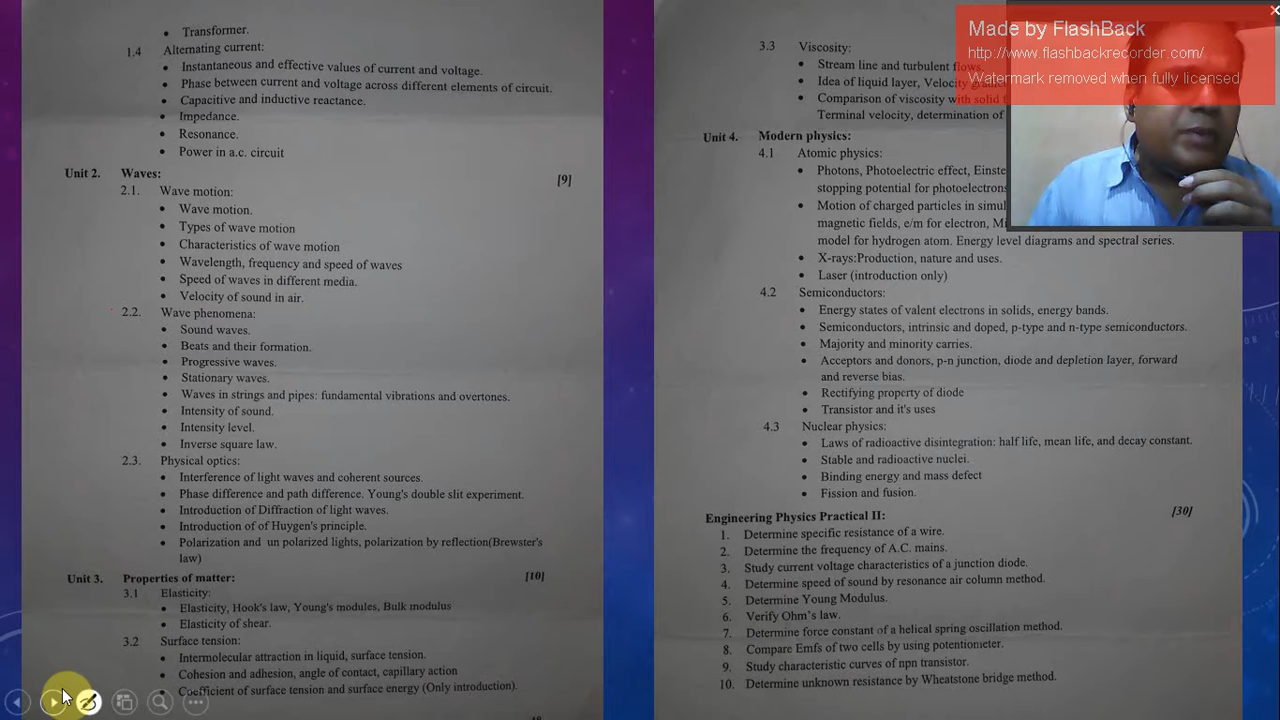 • Transformer.
1.4 Alternating current:
• Instantaneous and effective values of current and voltage.
• Phase between current and voltage across different elements of circuit.
• Capacitive and inductive reactance.
• Impedance.
• Resonance.
• Power in a.c. circuit
Unit 2. Waves: [9]
2.1. Wave motion:
• Wave motion.
• Types of wave motion
• Characteristics of wave motion
• Wavelength, frequency and speed of waves
• Speed of waves in different media.
• Velocity of sound in air.
2.2. Wave phenomena:
• Sound waves.
• Beats and their formation.
• Progressive waves.
• Stationary waves.
• Waves in strings and pipes: fundamental vibrations and overtones.
• Intensity of sound.
• Intensity level.
• Inverse square law.
2.3. Physical optics:
• Interference of light waves and coherent sources.
• Phase difference and path difference. Young's double slit experiment.
• Introduction of Diffraction of light waves.
• Introduction of of Huygen's principle.
• Polarization and un polarized lights, polarization by reflection(Brewster's
law)
Unit 3. Properties of matter: [10]
3.1 Elasticity:
• Elasticity, Hook's law, Young's modules, Bulk modulus
• Elasticity of shear.
3.2 Surface tension:
• Intermolecular attraction in liquid, surface tension.
• Cohesion and adhesion, angle of contact, capillary action
• Coefficient of surface tension and surface energy (Only introduction).
3.3 Viscosity:
• Stream line and turbulent flows.
• Idea of liquid layer, Velocity
• Comparison of viscosity with solid
Terminal velocity, determination of
Unit 4. Modern physics:
4.1 Atomic physics:
• Photons, Photoelectric effect,
stopping potential for photoelectrons
• Motion of charged particles in
magnetic fields, e/m for electron,
model for hydrogen atom. Energy level diagrams and spectral series.
• X-rays:Production, nature and uses.
• Laser (introduction only)
4.2 Semiconductors:
• Energy states of valent electrons in solids, energy bands.
• Semiconductors, intrinsic and doped, p-type and n-type semiconductors.
• Majority and minority carries.
• Acceptors and donors, p-n junction, diode and depletion layer, forward
and reverse bias.
• Rectifying property of diode
• Transistor and it's uses
4.3 Nuclear physics:
• Laws of radioactive disintegration: half life, mean life, and decay constant.
• Stable and radioactive nuclei.
• Binding energy and mass defect
• Fission and fusion.
Engineering Physics Practical II: [30]
1. Determine specific resistance of a wire.
2. Determine the frequency of A.C. mains.
3. Study current voltage characteristics of a junction diode.
4. Determine speed of sound by resonance air column method.
5. Determine Young Modulus.
6. Verify Ohm's law.
7. Determine force constant of a helical spring oscillation method.
8. Compare Emfs of two cells by using potentiometer.
9. Study characteristic curves of npn transistor.
10. Determine unknown resistance by Wheatstone bridge method.
Made by FlashBack
http://www.flashbackrecorder.com/
Watermark removed when fully licensed